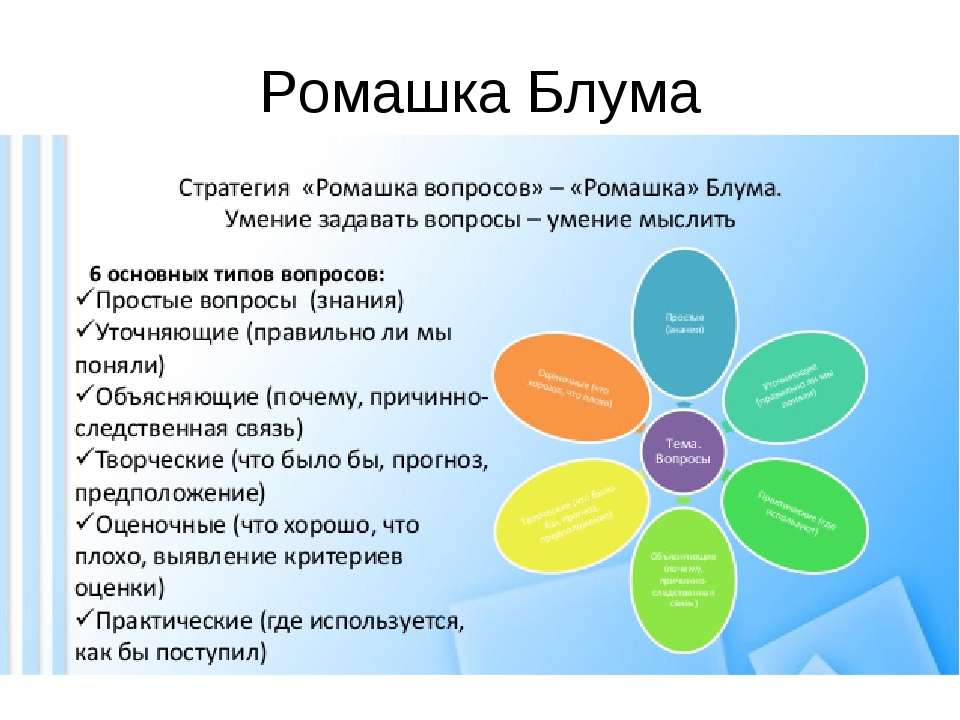 Ромашка Блума
Стратегия «Ромашка вопросов» – «Ромашка» Блума.
Умение задавать вопросы – умение мыслить
6 основных типов вопросов:
✓Простые вопросы (знания)
✓Уточняющие (правильно ли мы
поняли)
✓Объясняющие (почему, причинно-
следственная связь)
✓Творческие (что было бы, прогноз,
предположение)
✓Оценочные (что хорошо, что
плохо, выявление критериев
оценки)
✓Практические (где используется,
как бы поступил)
Простые
(знания)
Уточняющие
(правильно ли мы
поняли)
Практические (где
используют)
Объясняющие
(почему,
причинно-
следственная
связь )
Творческие (что было
бы, прогноз,
предположение)
Оценочные (что
хорошо, что плохо)
Тема.
Вопросы